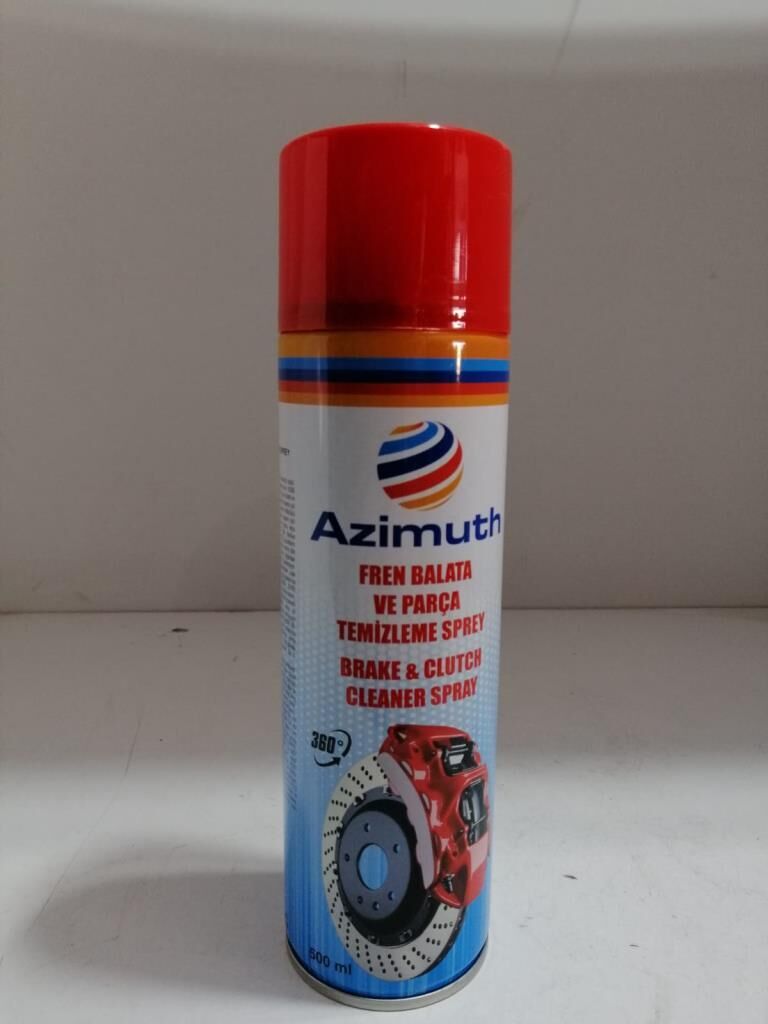 Azimuth
FREN BALATA
VE PARÇA
TEMİZLEME SPREY
BRAKE & CLUTCH
CLEANER SPRAY
360°
500 ml